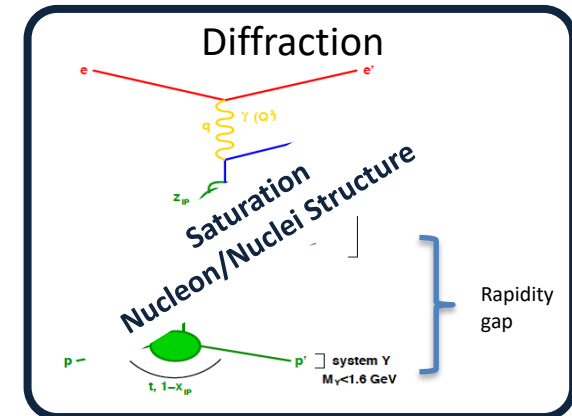 Diffraction
e
e'
q
γ (Q²)
z_IP
Saturation
Nucleon/Nuclei Structure
Rapidity
gap
p
p'
system Y
M_Y<1.6 GeV
t, 1-x_IP